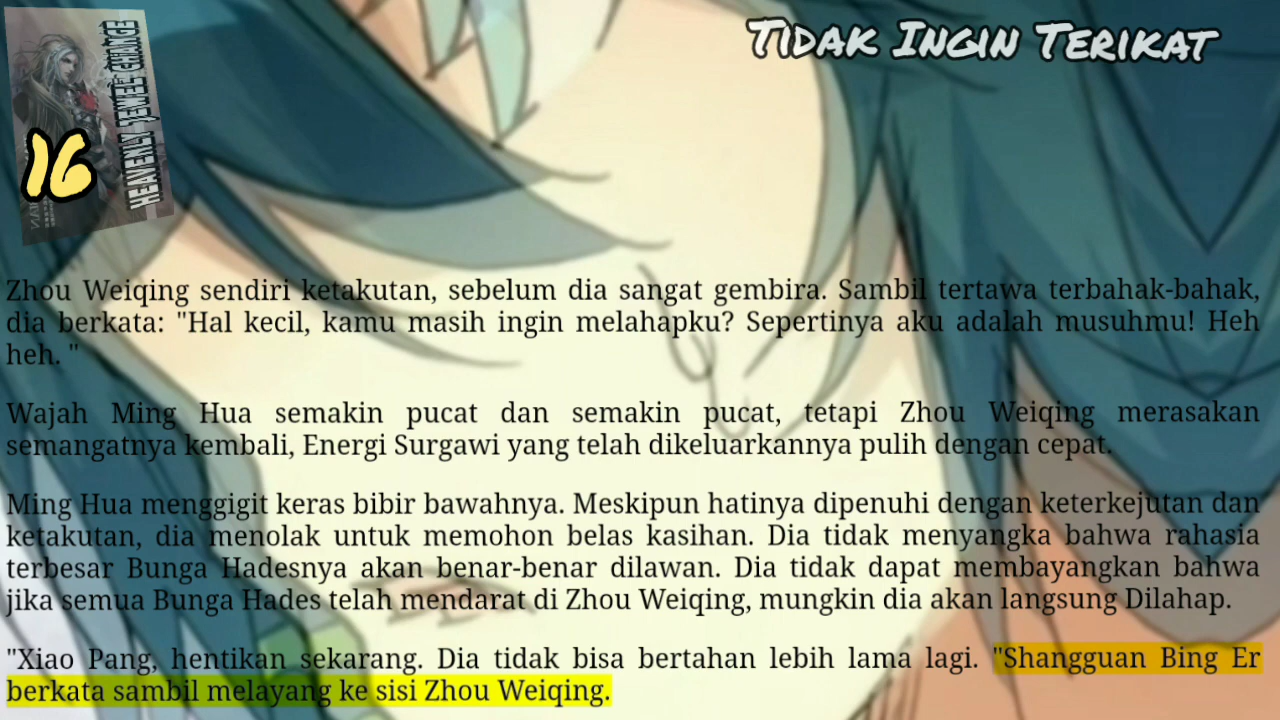 Tidak Ingin Terikat
HEAVENLY JEWEL CHANGE
16
Zhou Weiqing sendiri ketakutan, sebelum dia sangat gembira. Sambil tertawa terbahak-bahak,
dia berkata: "Hal kecil, kamu masih ingin melahapku? Sepertinya aku adalah musuhmu! Heh
heh. "
Wajah Ming Hua semakin pucat dan semakin pucat, tetapi Zhou Weiqing merasakan
semangatnya kembali, Energi Surgawi yang telah dikeluarkannya pulih dengan cepat.
Ming Hua menggigit keras bibir bawahnya. Meskipun hatinya dipenuhi dengan keterkejutan dan
ketakutan, dia menolak untuk memohon belas kasihan. Dia tidak menyangka bahwa rahasia
terbesar Bunga Hadesnya akan benar-benar dilawan. Dia tidak dapat membayangkan bahwa
jika semua Bunga Hades telah mendarat di Zhou Weiqing, mungkin dia akan langsung Dilahap.
"Xiao Pang, hentikan sekarang. Dia tidak bisa bertahan lebih lama lagi. "Shangguan Bing Er
berkata sambil melayang ke sisi Zhou Weiqing.